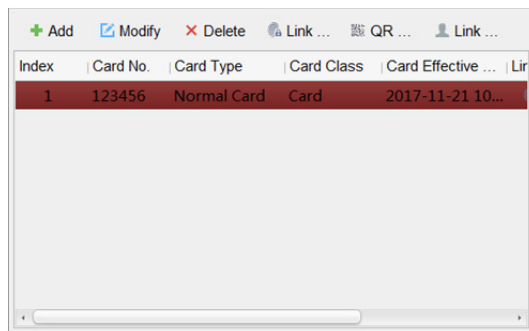 Add Modify Delete Link ... QR ... Link ...
Index Card No. Card Type Card Class Card Effective ... Lin
1 123456 Normal Card Card 2017-11-21 10...